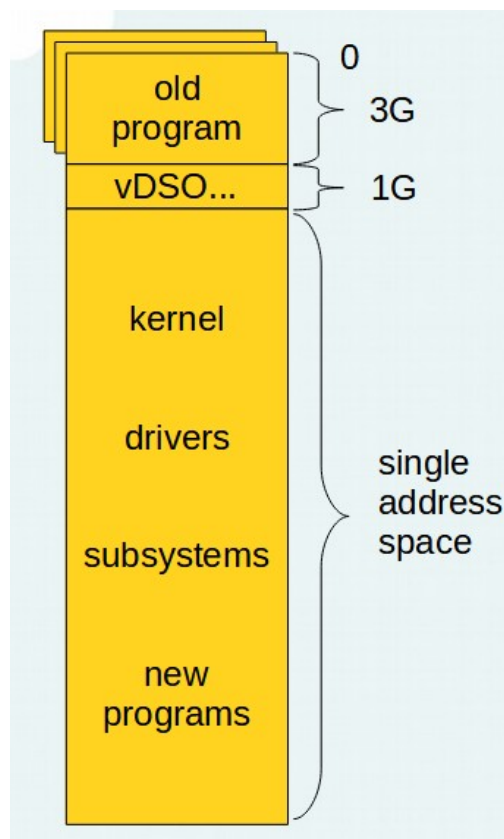 0
old
program
3G
vDSO...
1G
kernel
drivers
single
address
space
subsystems
new
programs